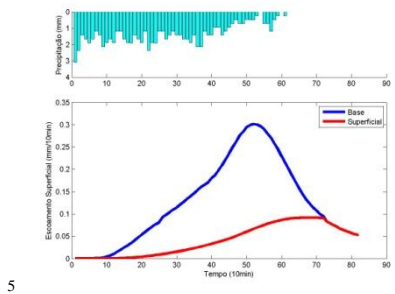 Precipitação (mm)
0
1
2
3
4
0 10 20 30 40 50 60 70 80 90
Escoamento Superficial (mm/10min)
0.35
0.3
0.25
0.2
0.15
0.1
0.05
0
Base
Superficial
0 10 20 30 40 50 60 70 80 90
Tempo (10min)
5